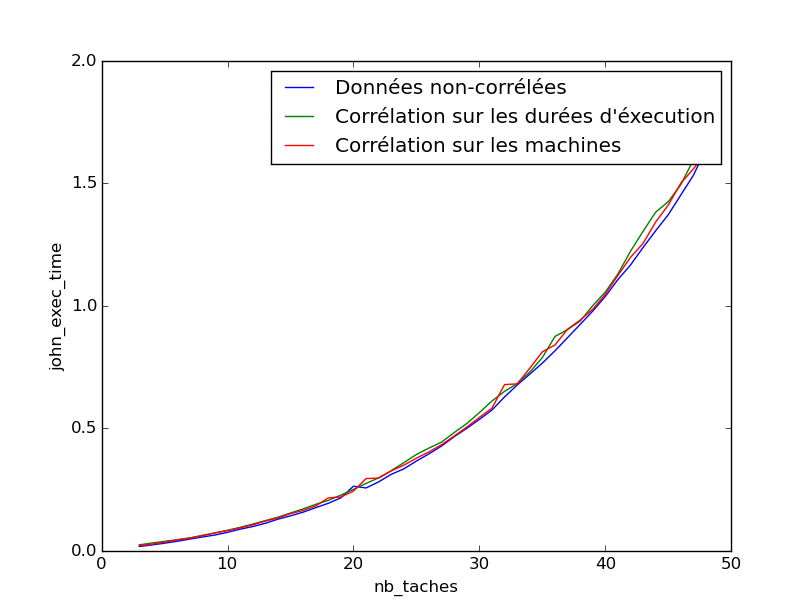 2.0
Données non-corrélées
Corrélation sur les durées d'éxecution
Corrélation sur les machines
1.5
1.0
0.5
0.0
john_exec_time
0 10 20 30 40 50
nb_taches